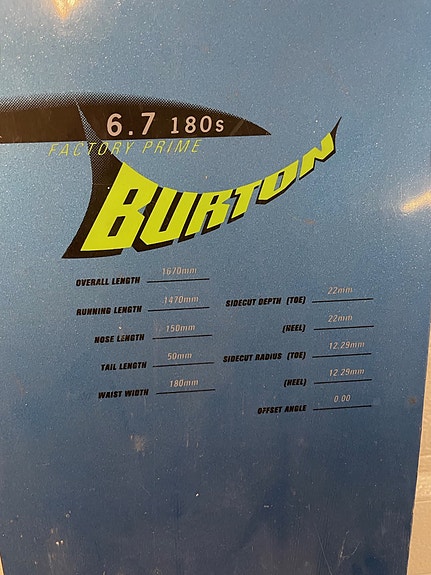 6.7 180s
FACTORY PRIME
BURTON
OVERALL LENGTH 1670mm
RUNNING LENGTH 1470mm
NOSE LENGTH 150mm
TAIL LENGTH 50mm
WAIST WIDTH 180mm
SIDECUT DEPTH (TOE) 22mm
(HEEL) 22mm
SIDECUT RADIUS (TOE) 12.29mm
(HEEL) 12.29mm
OFFSET ANGLE 0.00